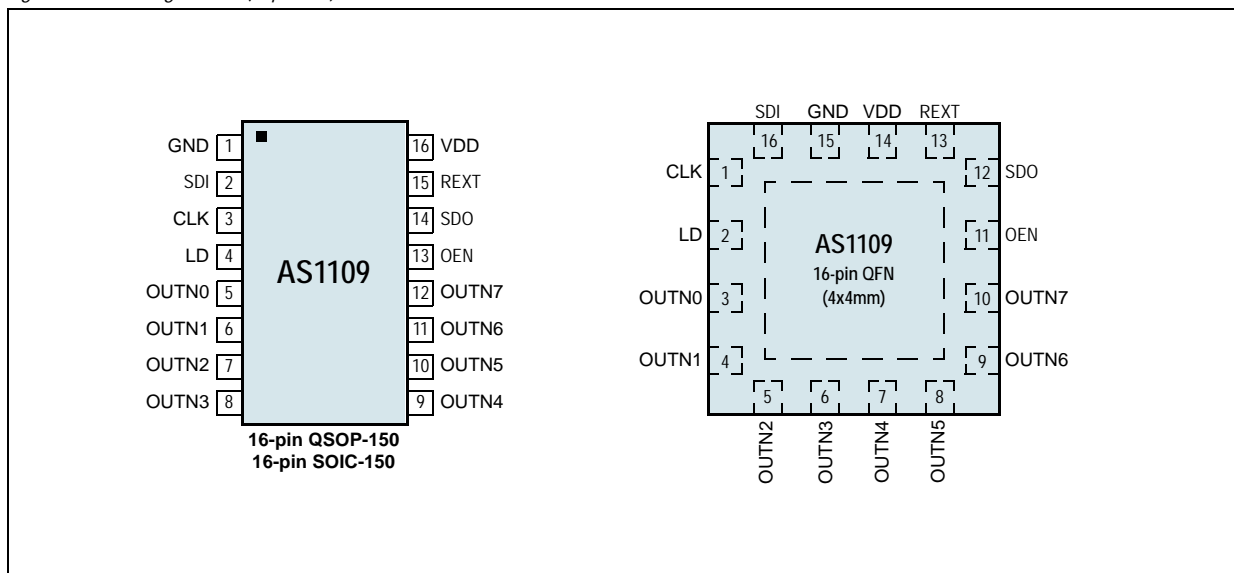 GND 1
SDI 2
CLK 3
LD 4
OUTN0 5
OUTN1 6
OUTN2 7
OUTN3 8
AS1109
16 VDD
15 REXT
14 SDO
13 OEN
12 OUTN7
11 OUTN6
10 OUTN5
9 OUTN4
16-pin QSOP-150
16-pin SOIC-150
SDI GND VDD REXT
16 15 14 13
CLK 1
LD 2
OUTN0 3
OUTN1 4
AS1109
16-pin QFN
(4x4mm)
12 SDO
11 OEN
10 OUTN7
9 OUTN6
5 6 7 8
OUTN2
OUTN3
OUTN4
OUTN5